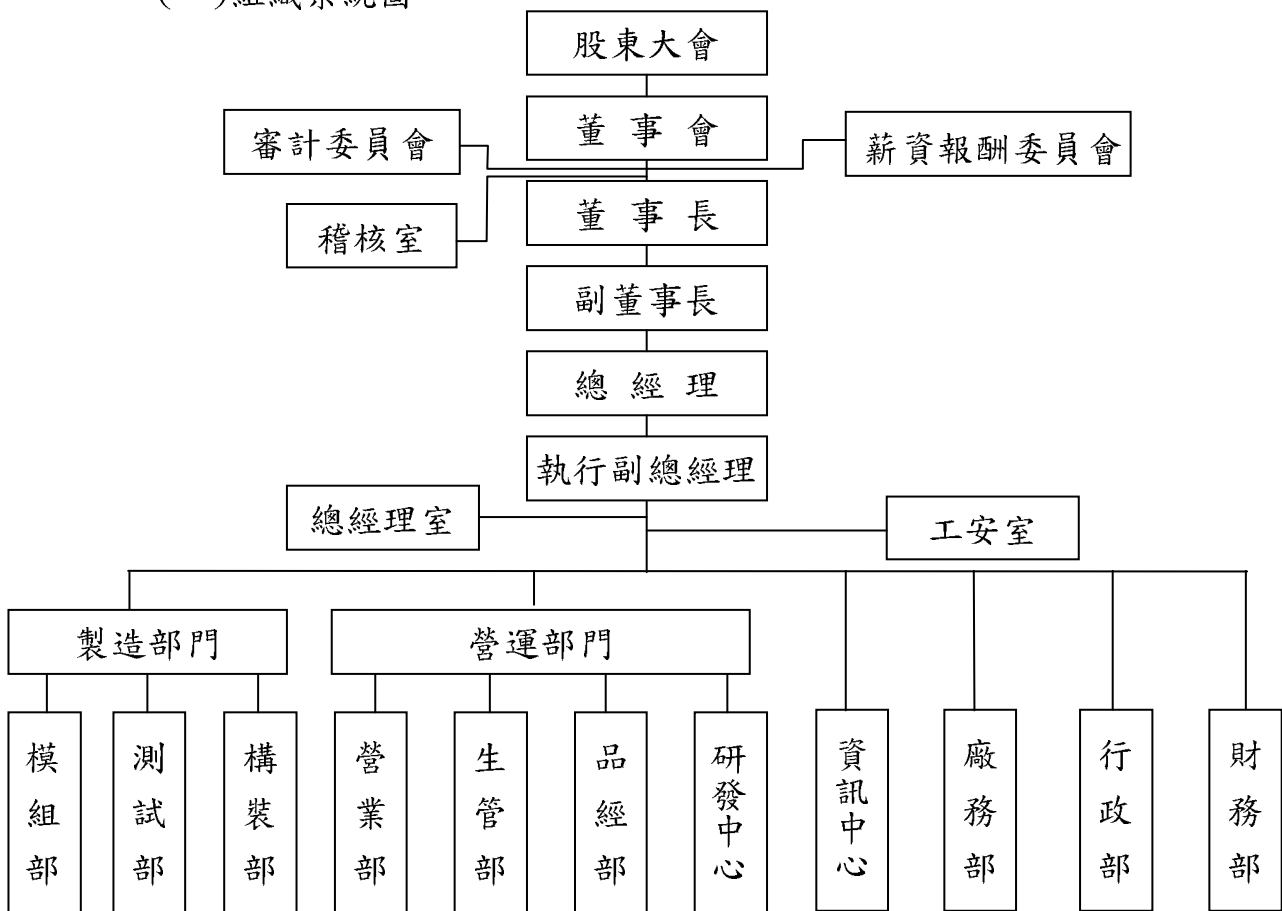 組織系統圖
股東大會
董事會
審計委員會
薪資報酬委員會
董事長
稽核室
副董事長
總經理
執行副總經理
總經理室
工安室
製造部門
營運部門
模組部
測試部
構裝部
營業部
生管部
品經部
研發中心
資訊中心
廠務部
行政部
財務部